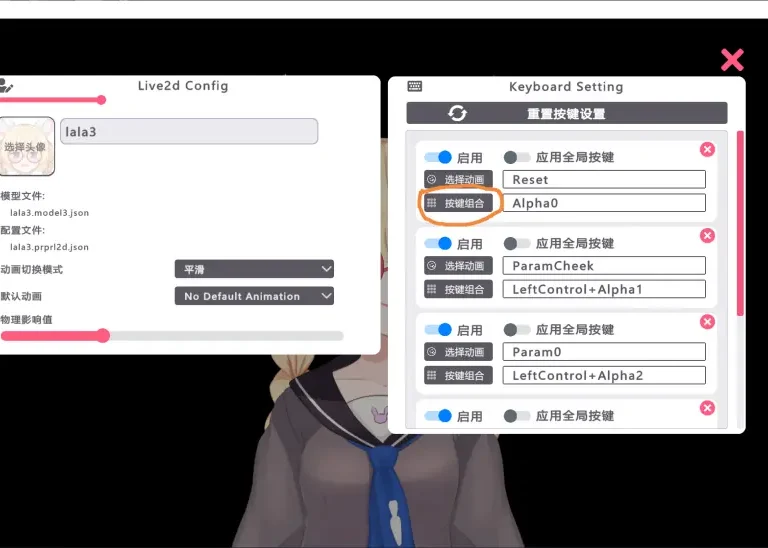 Live2d Config
选择头像
lala3
模型文件:
lala3.model3.json
配置文件:
lala3.prprl2d.json
动画切换模式
平滑
默认动画
No Default Animation
物理影响值
Keyboard Setting
重置按键设置
启用
应用全局按键
选择动画
Reset
按键组合
Alpha0
启用
应用全局按键
选择动画
ParamCheek
按键组合
LeftControl+Alpha1
启用
应用全局按键
选择动画
Param0
按键组合
LeftControl+Alpha2
启用
应用全局按键